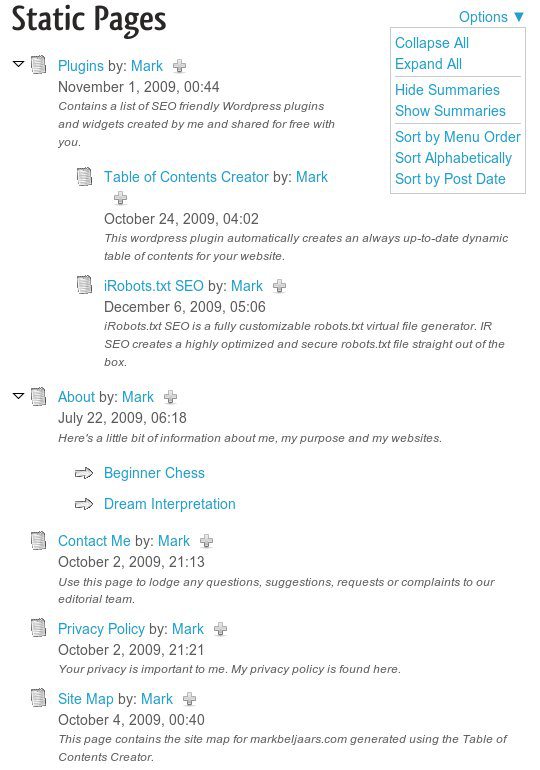 Static Pages
Options ▼
Collapse All
Expand All
Hide Summaries
Show Summaries
Sort by Menu Order
Sort Alphabetically
Sort by Post Date
Plugins by: Mark
November 1, 2009, 00:44
Contains a list of SEO friendly Wordpress plugins
and widgets created by me and shared for free with
you.
Table of Contents Creator by: Mark
October 24, 2009, 04:02
This wordpress plugin automatically creates an always up-to-date dynamic
table of contents for your website.
iRobots.txt SEO by: Mark
December 6, 2009, 05:06
iRobots.txt SEO is a fully customizable robots.txt virtual file generator. IR
SEO creates a highly optimized and secure robots.txt file straight out of the
box.
About by: Mark
July 22, 2009, 06:18
Here's a little bit of information about me, my purpose and my websites.
Beginner Chess
Dream Interpretation
Contact Me by: Mark
October 2, 2009, 21:13
Use this page to lodge any questions, suggestions, requests or complaints to our
editorial team.
Privacy Policy by: Mark
October 2, 2009, 21:21
Your privacy is important to me. My privacy policy is found here.
Site Map by: Mark
October 4, 2009, 00:40
This page contains the site map for markbeljaars.com generated using the Table of
Contents Creator.